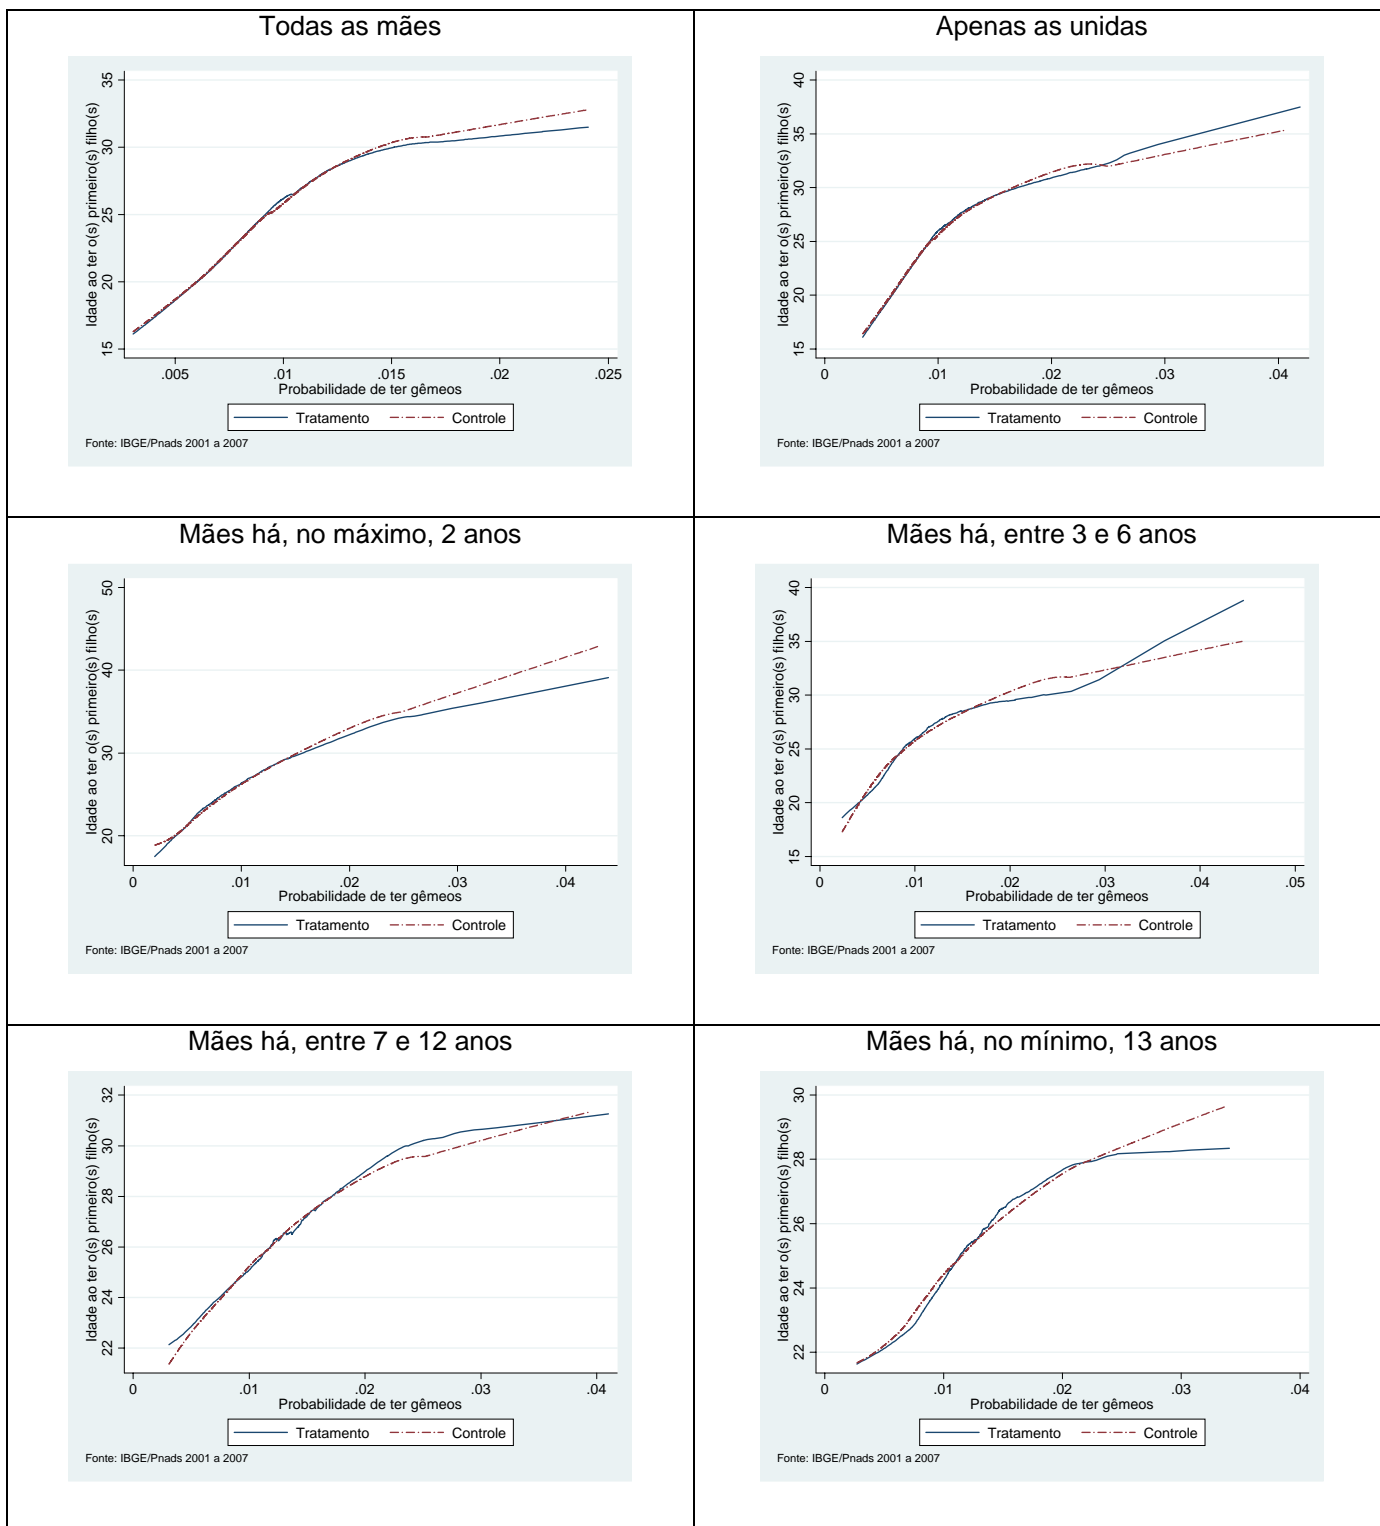 Todas as mães
Idade ao ter o(s) primeiro(s) filho(s)
35
30
25
20
15
.005 .01 .015 .02 .025
Probabilidade de ter gêmeos
Tratamento Controle
Fonte: IBGE/Pnads 2001 a 2007
Apenas as unidas
Idade ao ter o(s) primeiro(s) filho(s)
40
35
30
25
20
15
0 .01 .02 .03 .04
Probabilidade de ter gêmeos
Tratamento Controle
Fonte: IBGE/Pnads 2001 a 2007
Mães há, no máximo, 2 anos
Idade ao ter o(s) primeiro(s) filho(s)
50
40
30
20
0 .01 .02 .03 .04
Probabilidade de ter gêmeos
Tratamento Controle
Fonte: IBGE/Pnads 2001 a 2007
Mães há, entre 3 e 6 anos
Idade ao ter o(s) primeiro(s) filho(s)
40
35
30
25
20
15
0 .01 .02 .03 .04 .05
Probabilidade de ter gêmeos
Tratamento Controle
Fonte: IBGE/Pnads 2001 a 2007
Mães há, entre 7 e 12 anos
Idade ao ter o(s) primeiro(s) filho(s)
32
30
28
26
24
22
0 .01 .02 .03 .04
Probabilidade de ter gêmeos
Tratamento Controle
Fonte: IBGE/Pnads 2001 a 2007
Mães há, no mínimo, 13 anos
Idade ao ter o(s) primeiro(s) filho(s)
30
28
26
24
22
0 .01 .02 .03 .04
Probabilidade de ter gêmeos
Tratamento Controle
Fonte: IBGE/Pnads 2001 a 2007